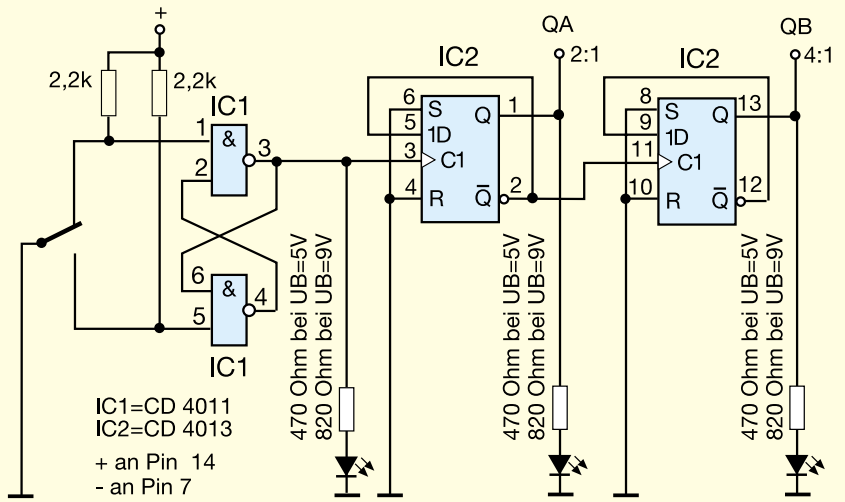 +
2,2k
2,2k
IC1
1
2
&
3
6
5
&
4
IC1
IC1=CD 4011
IC2=CD 4013
+ an Pin 14
- an Pin 7
470 Ohm bei UB=5V
820 Ohm bei UB=9V
IC2
6
5
3
4
S
1D
C1
R
Q
Q̅
1
2
QA
2:1
470 Ohm bei UB=5V
820 Ohm bei UB=9V
IC2
8
9
11
10
S
1D
C1
R
Q
Q̅
13
12
QB
4:1
470 Ohm bei UB=5V
820 Ohm bei UB=9V